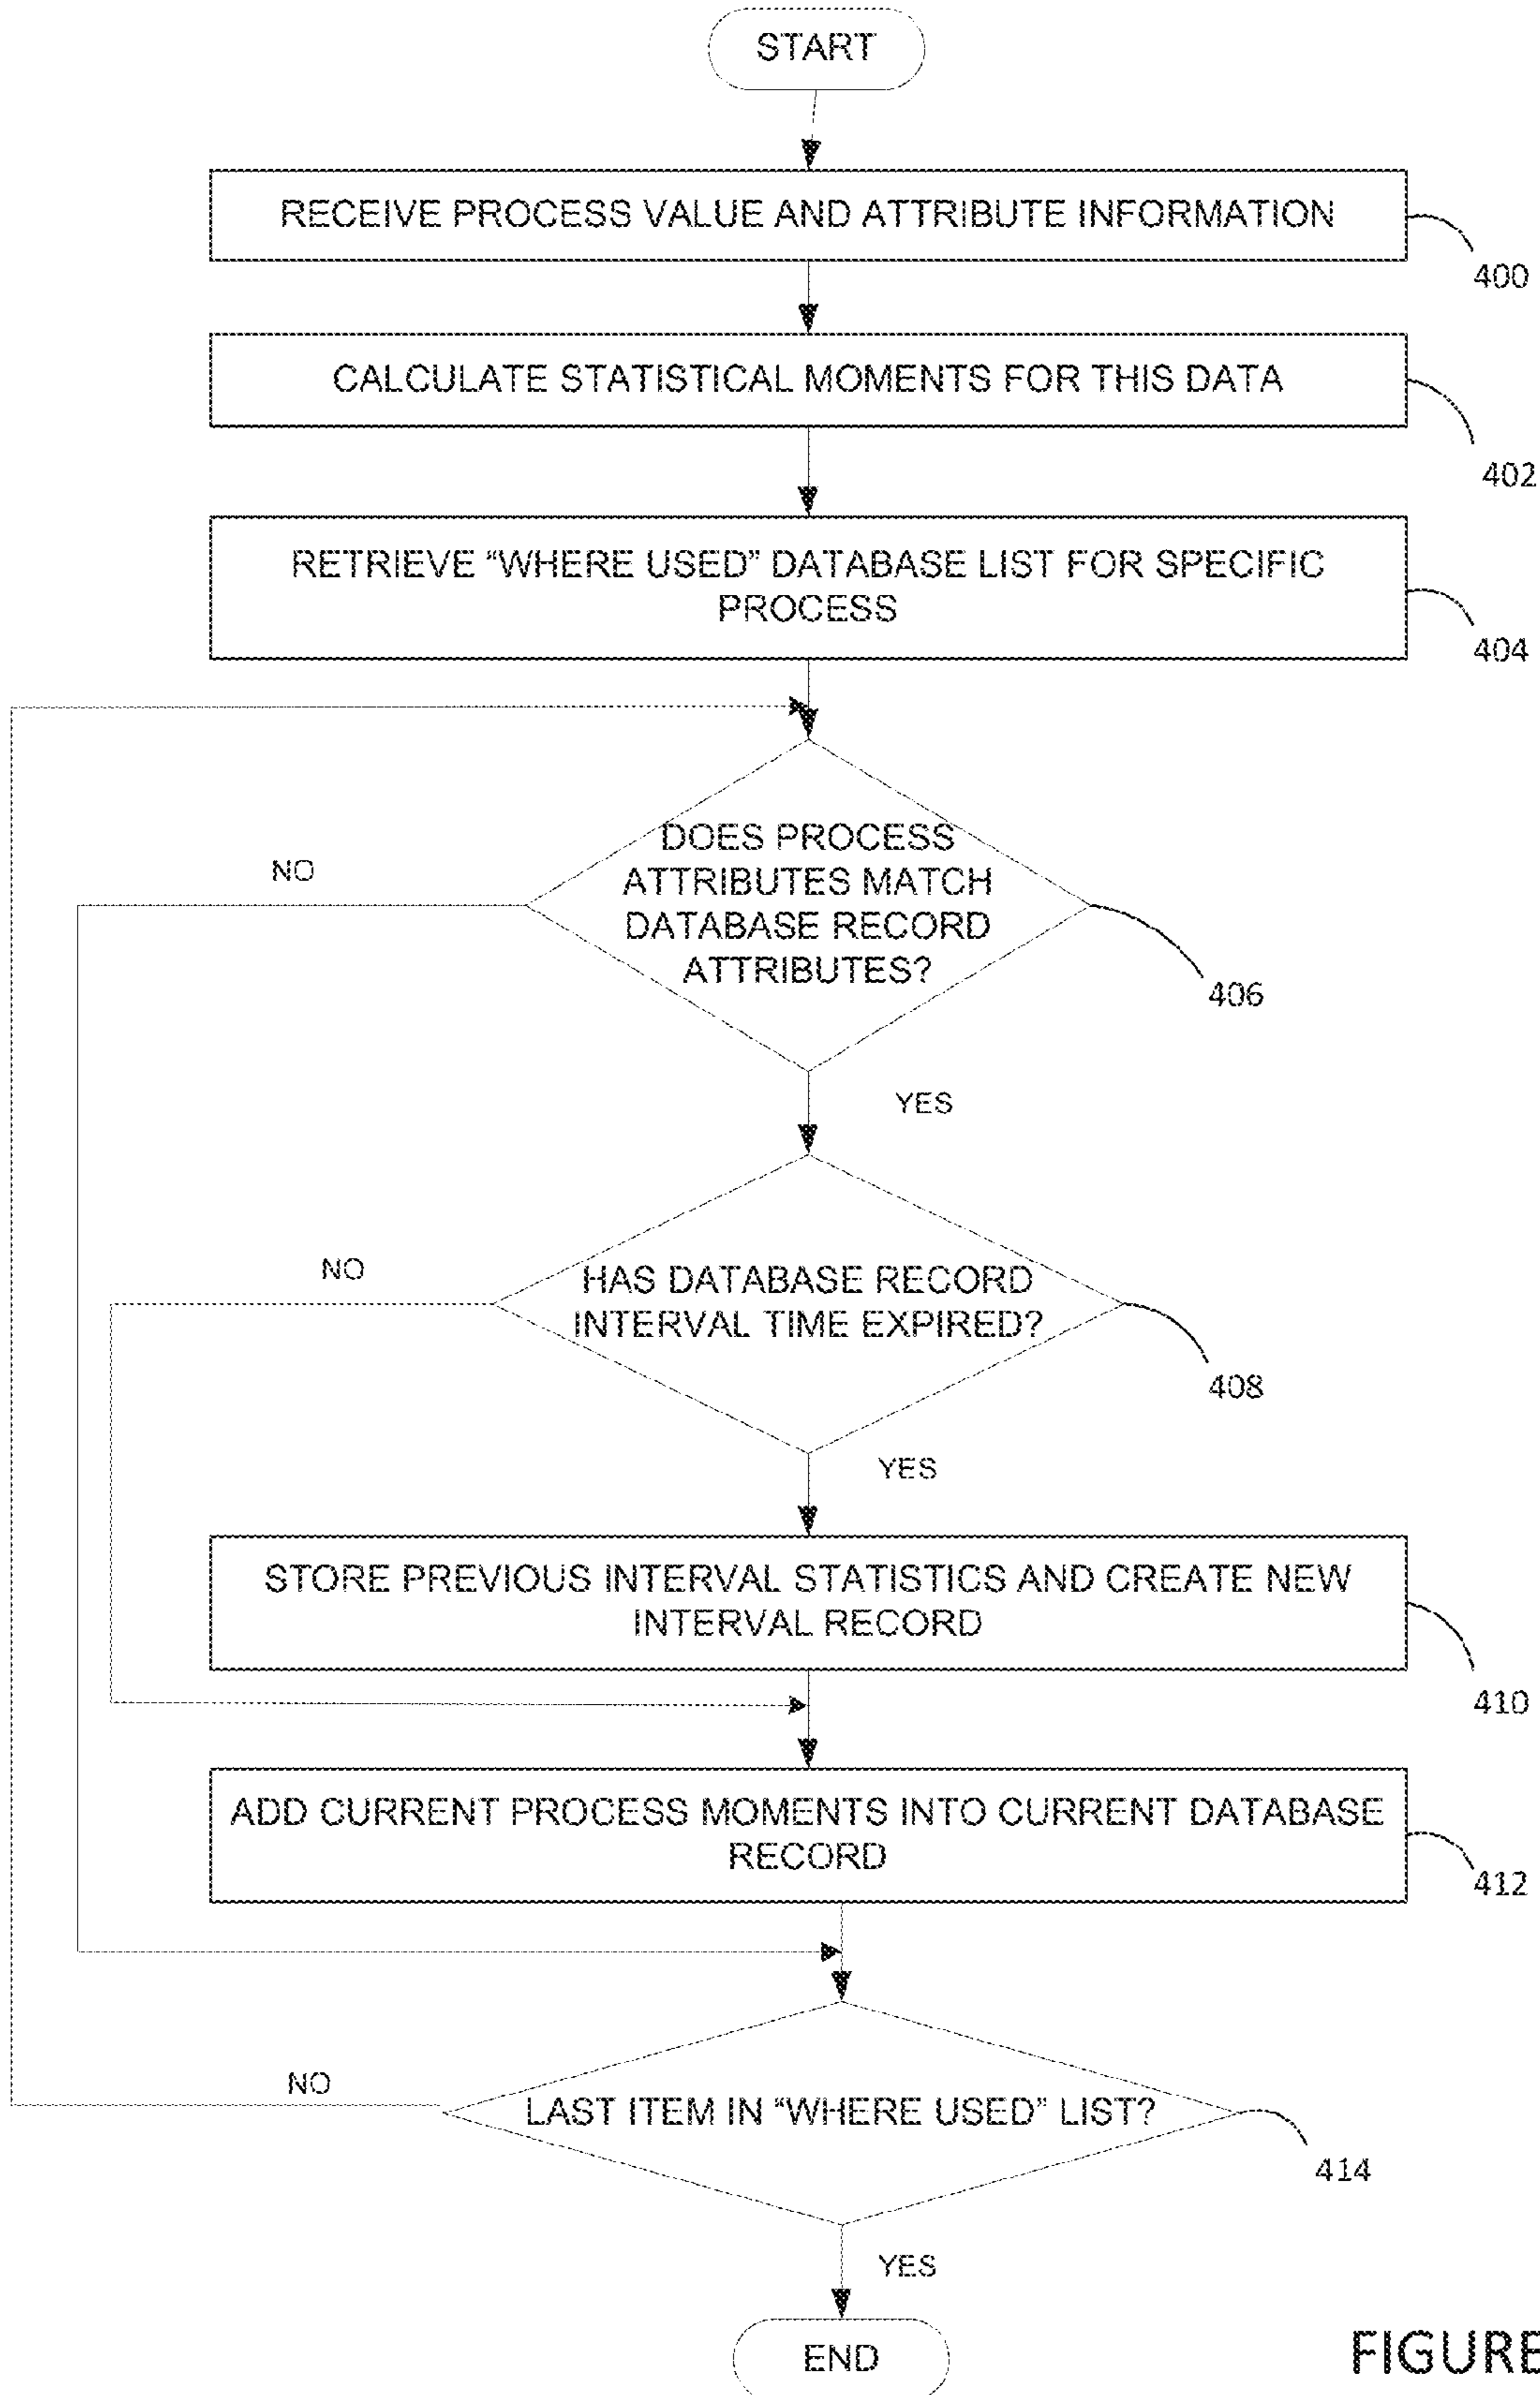 START
RECEIVE PROCESS VALUE AND ATTRIBUTE INFORMATION
400
CALCULATE STATISTICAL MOMENTS FOR THIS DATA
402
RETRIEVE “WHERE USED” DATABASE LIST FOR SPECIFIC
PROCESS
404
DOES PROCESS
ATTRIBUTES MATCH
DATABASE RECORD
ATTRIBUTES?
NO
406
YES
HAS DATABASE RECORD
INTERVAL TIME EXPIRED?
NO
408
YES
STORE PREVIOUS INTERVAL STATISTICS AND CREATE NEW
INTERVAL RECORD
410
ADD CURRENT PROCESS MOMENTS INTO CURRENT DATABASE
RECORD
412
NO
LAST ITEM IN “WHERE USED” LIST?
414
YES
END
FIGURE